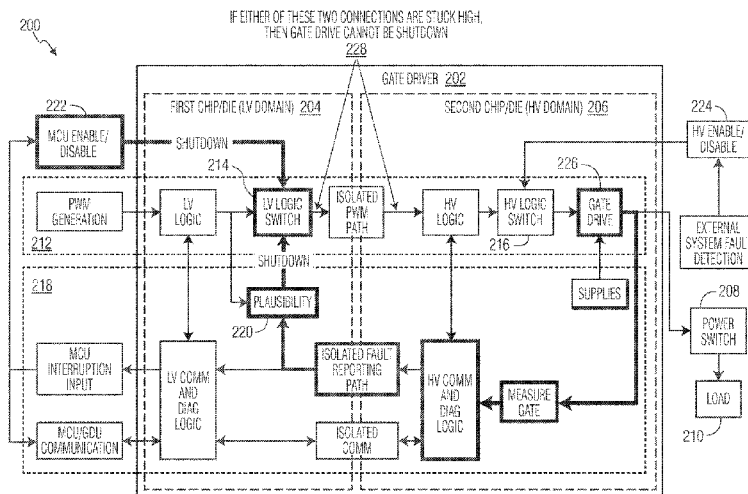 IF EITHER OF THESE TWO CONNECTIONS ARE STUCK HIGH,
THEN GATE DRIVE CANNOT BE SHUTDOWN
228
200
GATE DRIVER 202
FIRST CHIP/DIE (LV DOMAIN) 204
SECOND CHIP/DIE (HV DOMAIN) 206
222
MCU ENABLE/
DISABLE
SHUTDOWN
224
HV ENABLE/
DISABLE
214
226
PWM
GENERATION
LV
LOGIC
LV LOGIC
SWITCH
ISOLATED
PWM
PATH
HV
LOGIC
HV
LOGIC
SWITCH
GATE
DRIVE
212
216
EXTERNAL
SYSTEM FAULT
DETECTION
SHUTDOWN
218
PLAUSIBILITY
220
SUPPLIES
208
POWER
SWITCH
MCU
INTERRUPTION
INPUT
LV COMM
AND
DIAG
LOGIC
ISOLATED FAULT
REPORTING
PATH
HV COMM
AND
DIAG
LOGIC
MEASURE
GATE
LOAD
210
MCU/GDU
COMMUNICATION
ISOLATED
COMM